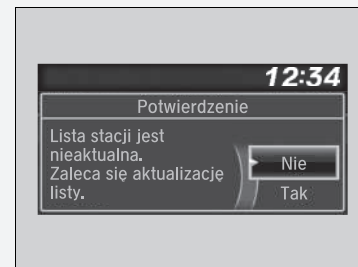 12:34
Potwierdzenie
Lista stacji jest
nieaktualna.
Zaleca się aktualizację
listy.
Nie
Tak